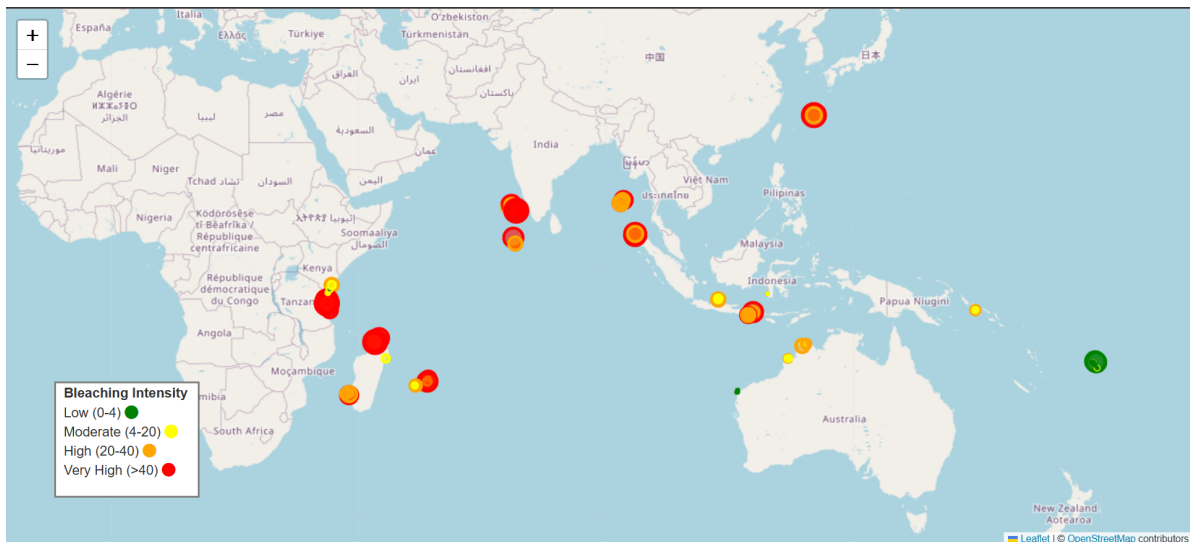 +
−
España
Italia
Ελλάς
Türkiye
O'zbekiston
Türkmenistan
افغانستان
ایران
العراق
پاکستان
中国
日本
Algérie
ⵍⵣⵣⴰⵢⴻⵔ
الجزائر
ليبيا
مصر
السعودية
عمان
اليمن
India
موريتانيا
Mali
Niger
Tchad تشاد
السودان
Nigeria
Ködörösêse
tî Bêafrîka /
République
centrafricaine
Soomaaliya
الصومال
ประเทศไทย
Việt Nam
Pilipinas
Malaysia
Indonesia
Papua Niugini
Kenya
République
démocratique
du Congo
Tanzan
Angola
Moçambique
mibia
South Africa
Australia
New Zealand
Aotearoa
Bleaching Intensity
Low (0-4)
Moderate (4-20)
High (20-40)
Very High (>40)
Leaflet | © OpenStreetMap contributors